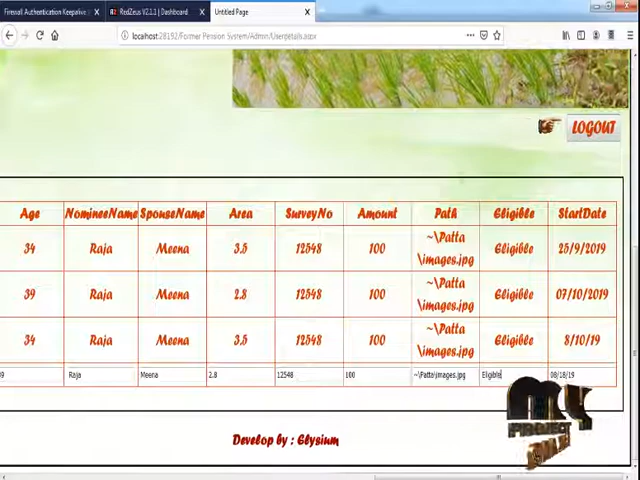 Firewall Authentication Keepalive
RedZeus V2.1.1 | Dashboard
Untitled Page
localhost:28192/Former Pension System/Admin/Userdetails.aspx
LOGOUT
Age NomineeName SpouseName Area SurveyNo Amount Path Eligible StartDate
34 Raja Meena 3.5 12548 100 ~\Patta\images.jpg Eligible 25/9/2019
39 Raja Meena 2.8 12548 100 ~\Patta\images.jpg Eligible 07/10/2019
34 Raja Meena 3.5 12548 100 ~\Patta\images.jpg Eligible 8/10/19
39 Raja Meena 2.8 12548 100 ~\Patta\images.jpg Eligible 08/18/19
MY
PROJECT
Develop by : Elysium